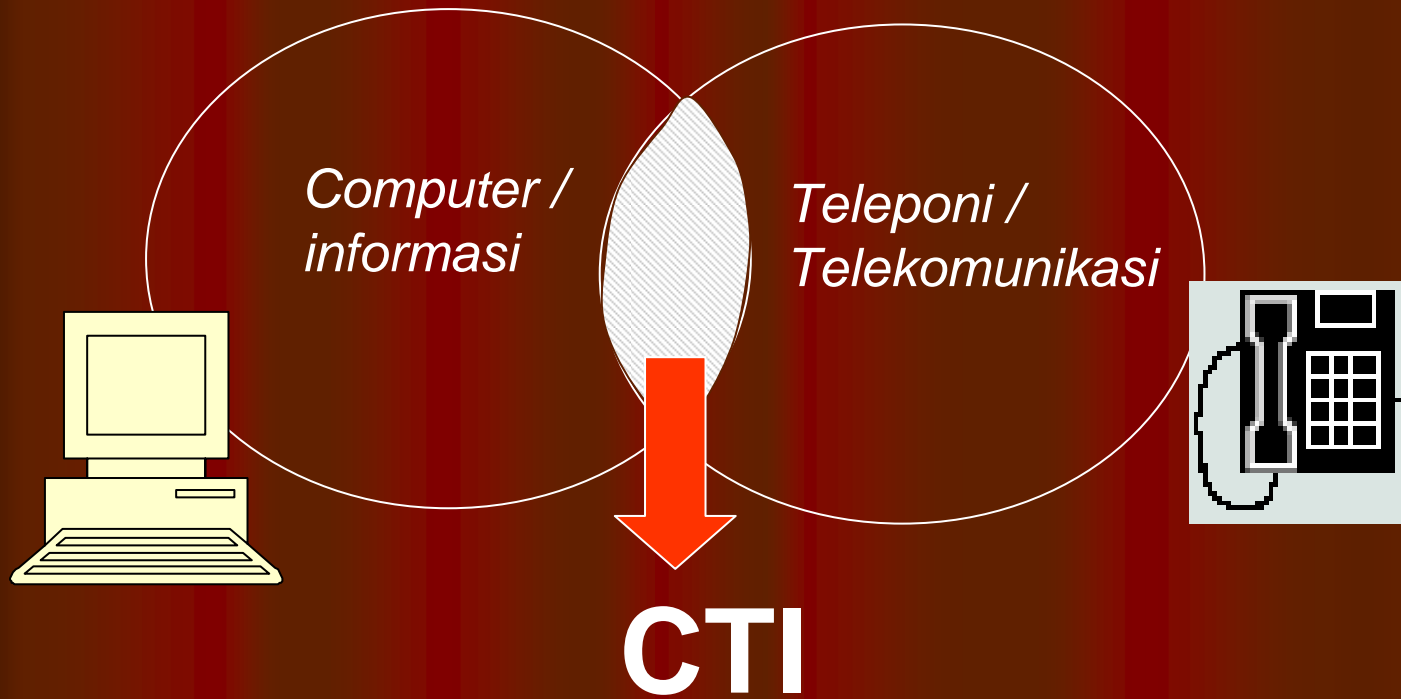 Computer /
informasi
Teleponi /
Telekomunikasi
CTI